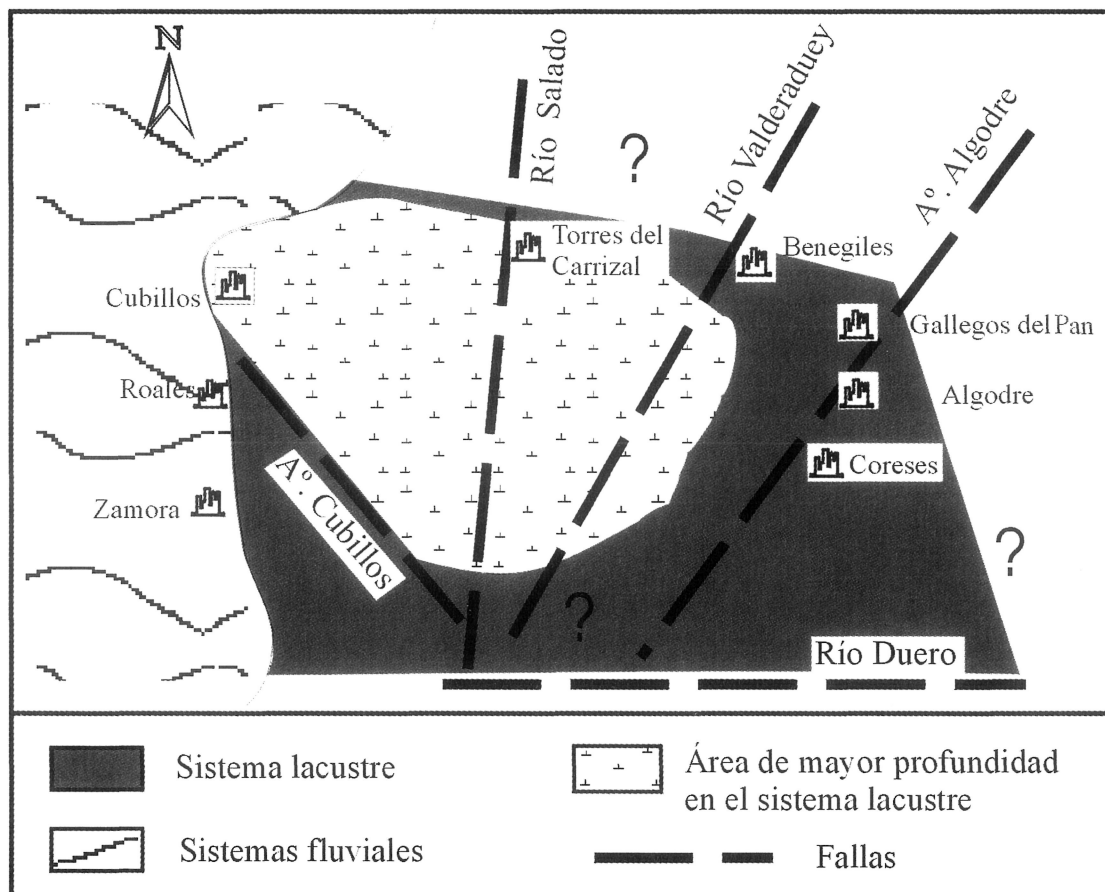 N
Río Salado
?
Río Valderaduey
Aº. Algodre
Torres del
Carrizal
Benegiles
Cubillos
Gallegos del Pan
Roales
Algodre
Aº. Cubillos
Coreses
Zamora
?
?
Río Duero
Sistema lacustre
Área de mayor profundidad
en el sistema lacustre
Sistemas fluviales
Fallas